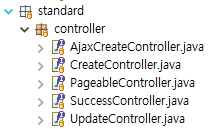 standard
controller
AjaxCreateController.java
CreateController.java
PageableController.java
SuccessController.java
UpdateController.java